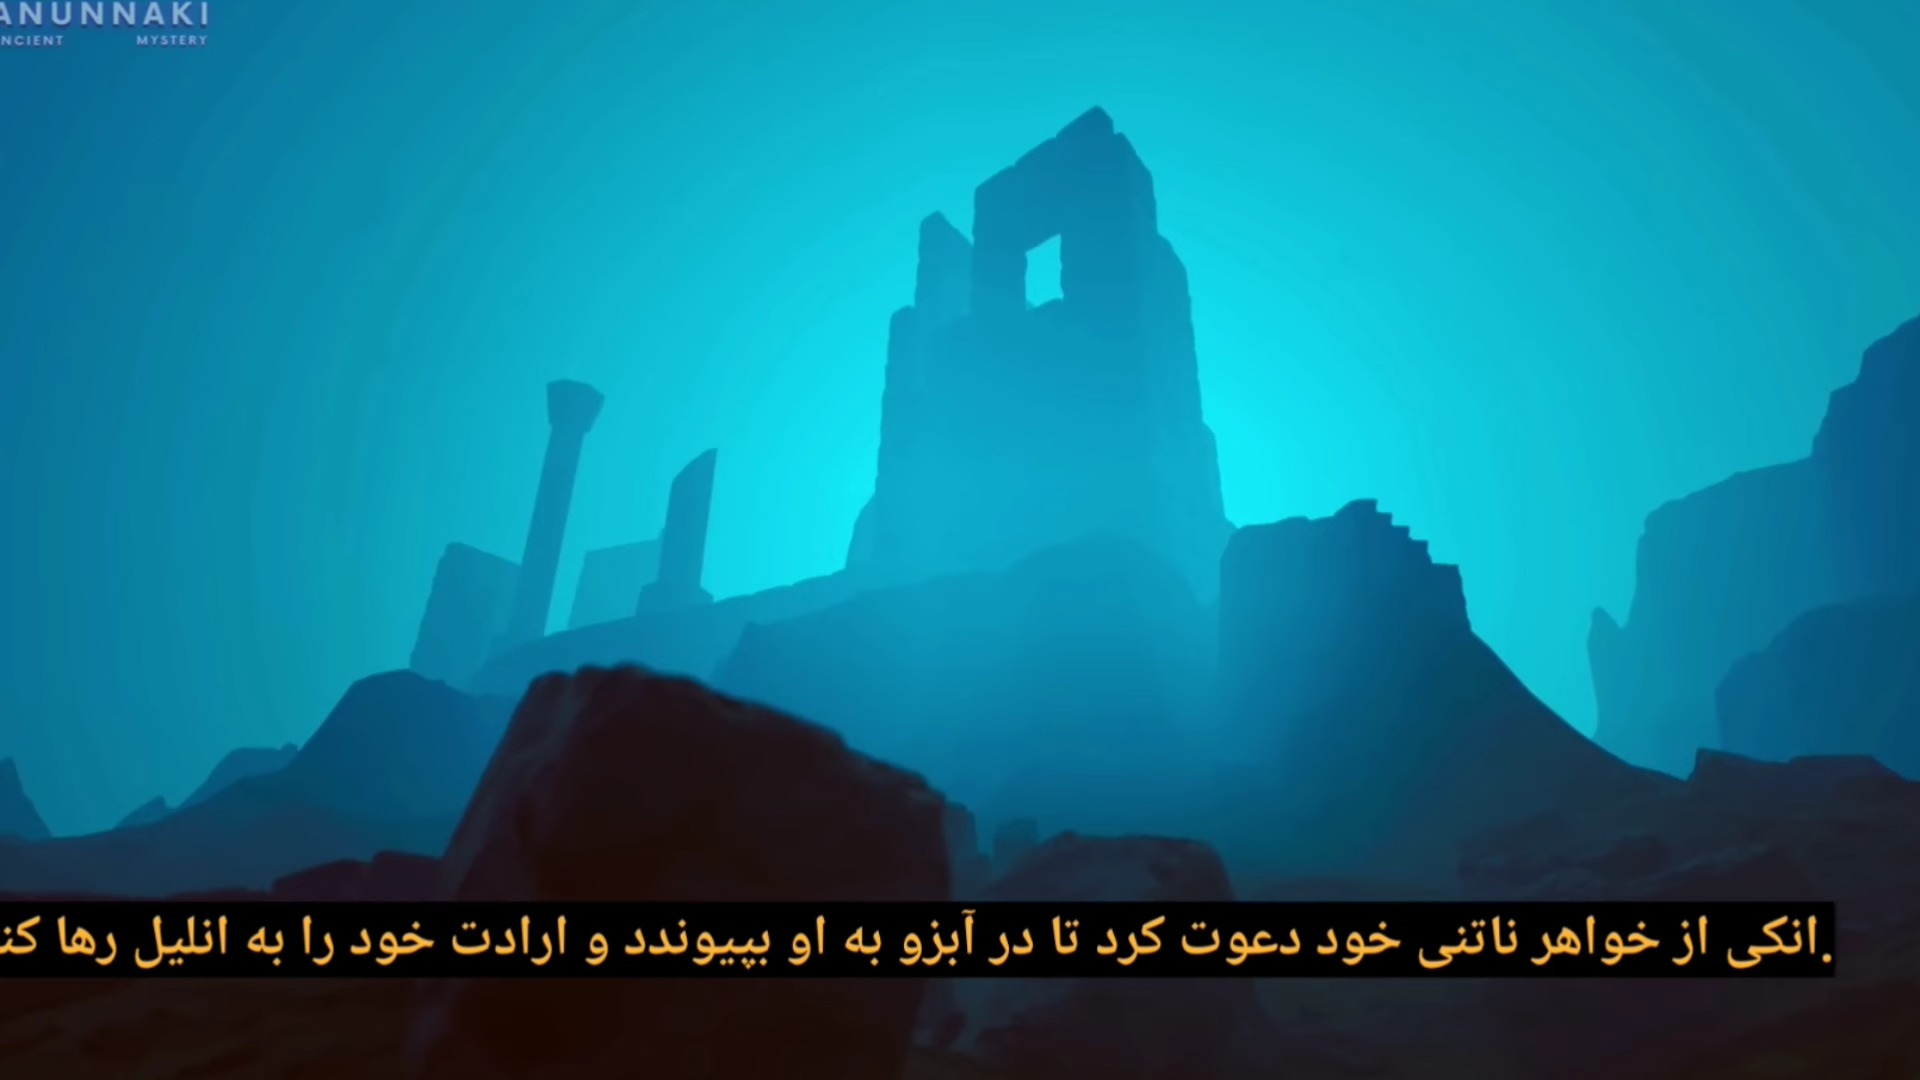 ANUNNAKI
NCIENT MYSTERY
انکی از خواهر ناتنی خود دعوت کرد تا در آبزو به او بپیوندد و ارادت خود را به انلیل رها کن.